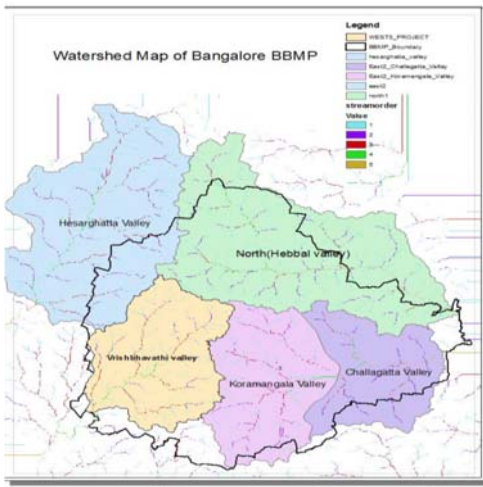 Watershed Map of Bangalore BBMP
Legend
WEST5_PROJECT
BBMP_Boundary
hesarghatta_valley
East2_Challagatta_Valley
East2_Koramangala_Valley
east2
north1
streamorder
Value
1
2
3
4
5
Hesarghatta Valley
North(Hebbal valley)
Vrishbhavathi valley
Koramangala Valley
Challagatta Valley